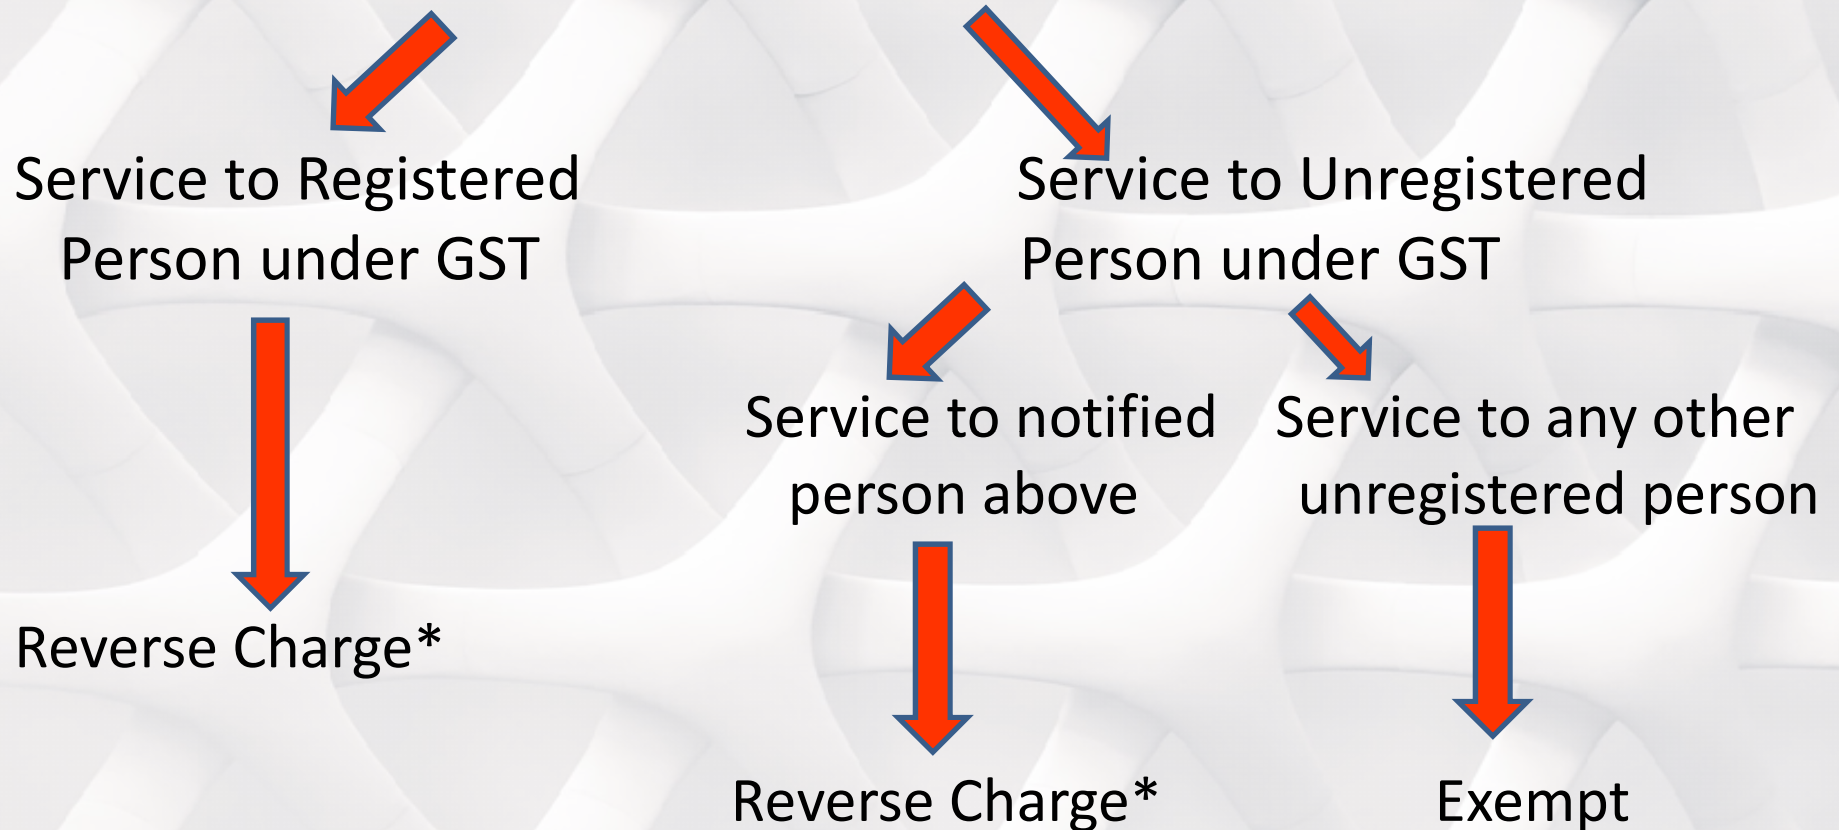 Service to Registered
Person under GST
Service to Unregistered
Person under GST
Service to notified
person above
Service to any other
unregistered person
Reverse Charge*
Reverse Charge*
Exempt